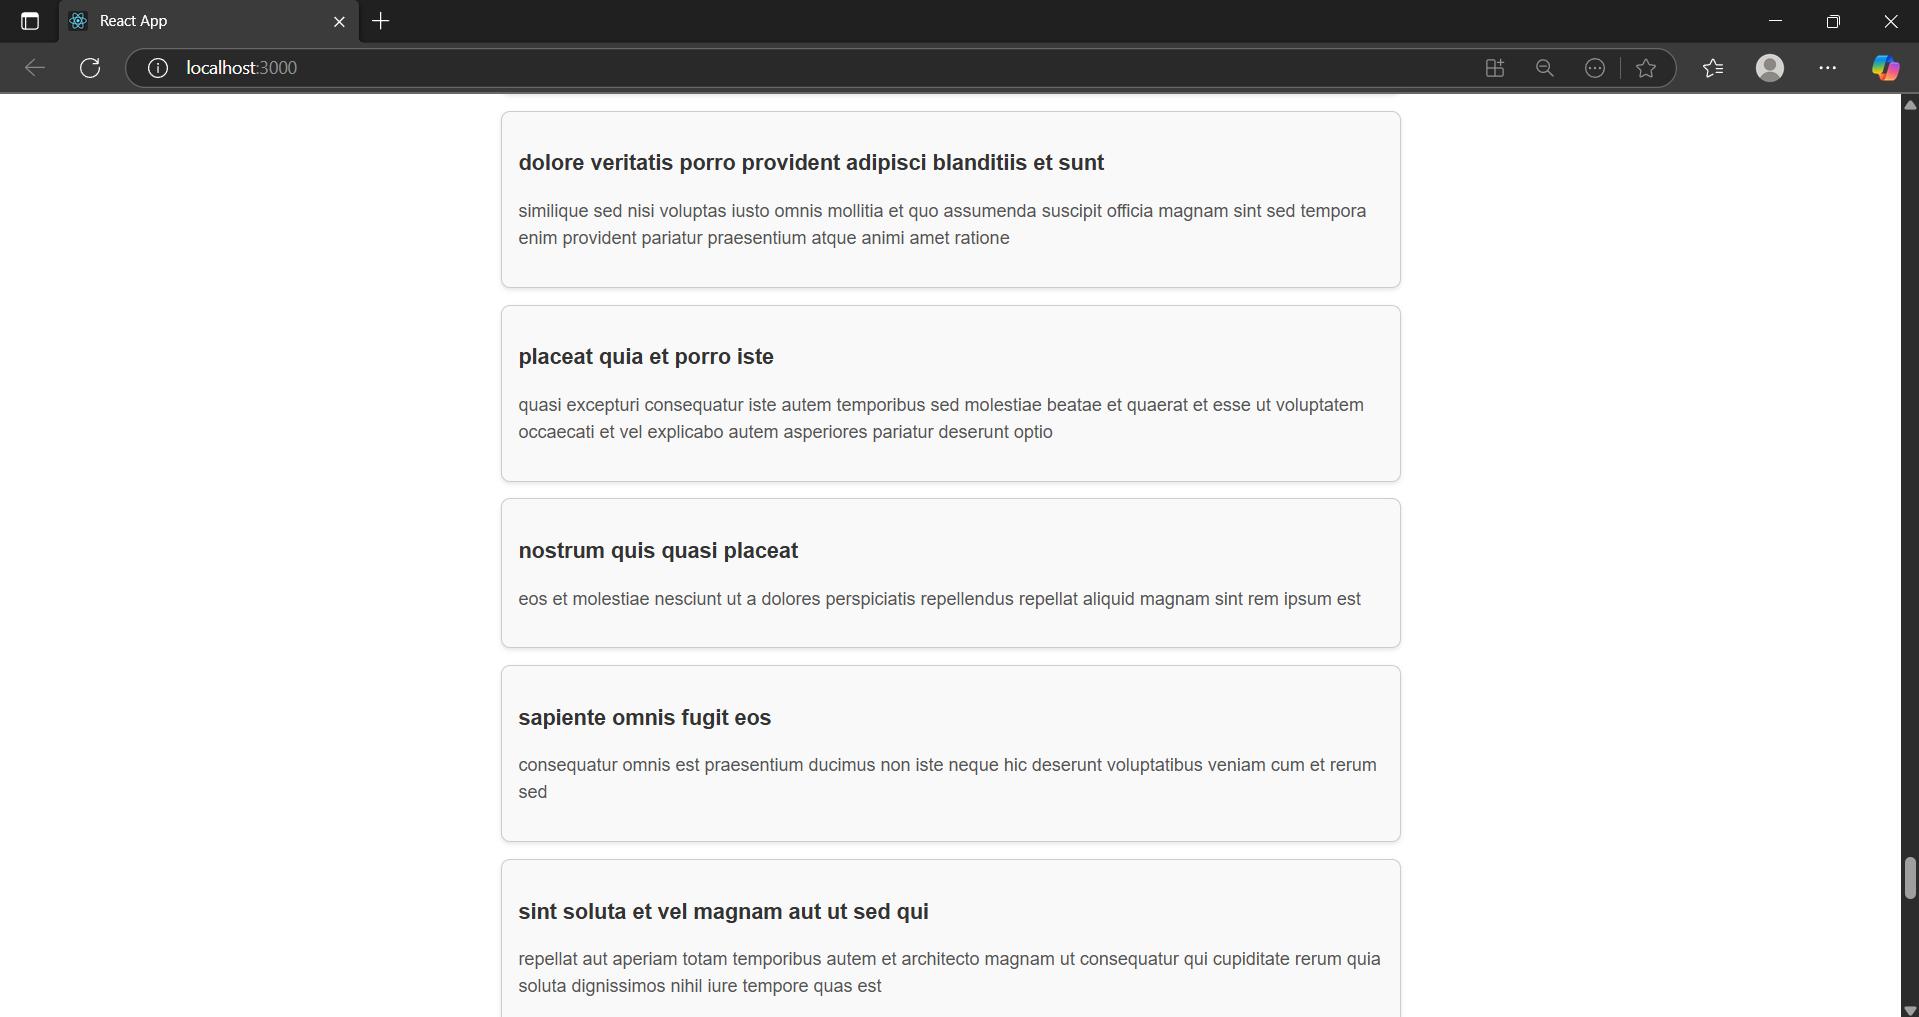 React App
localhost:3000
dolore veritatis porro provident adipisci blanditiis et sunt
similique sed nisi voluptas iusto omnis mollitia et quo assumenda suscipit officia magnam sint sed tempora
enim provident pariatur praesentium atque animi amet ratione
placeat quia et porro iste
quasi excepturi consequatur iste autem temporibus sed molestiae beatae et quaerat et esse ut voluptatem
occaecati et vel explicabo autem asperiores pariatur deserunt optio
nostrum quis quasi placeat
eos et molestiae nesciunt ut a dolores perspiciatis repellendus repellat aliquid magnam sint rem ipsum est
sapiente omnis fugit eos
consequatur omnis est praesentium ducimus non iste neque hic deserunt voluptatibus veniam cum et rerum
sed
sint soluta et vel magnam aut ut sed qui
repellat aut aperiam totam temporibus autem et architecto magnam ut consequatur qui cupiditate rerum quia
soluta dignissimos nihil iure tempore quas est